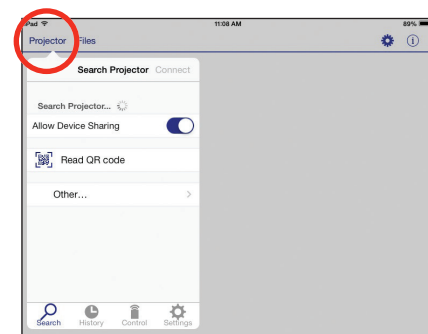 iPad 11:08 AM 89%
Projector Files
Search Projector Connect
Search Projector...
Allow Device Sharing
Read QR code
Other...
Search History Control Settings